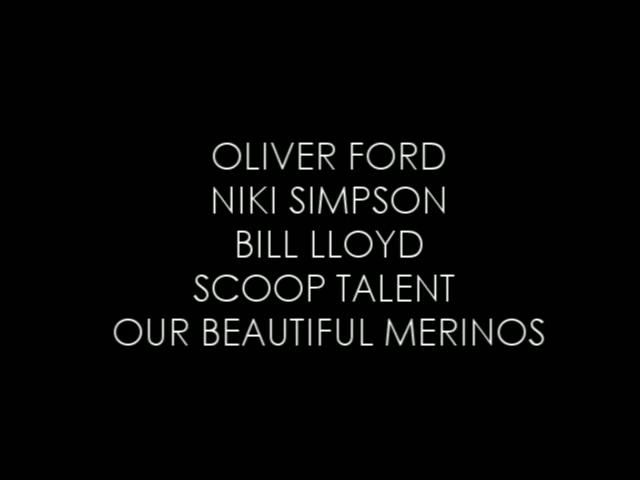 OLIVER FORD
NIKI SIMPSON
BILL LLOYD
SCOOP TALENT
OUR BEAUTIFUL MERINOS